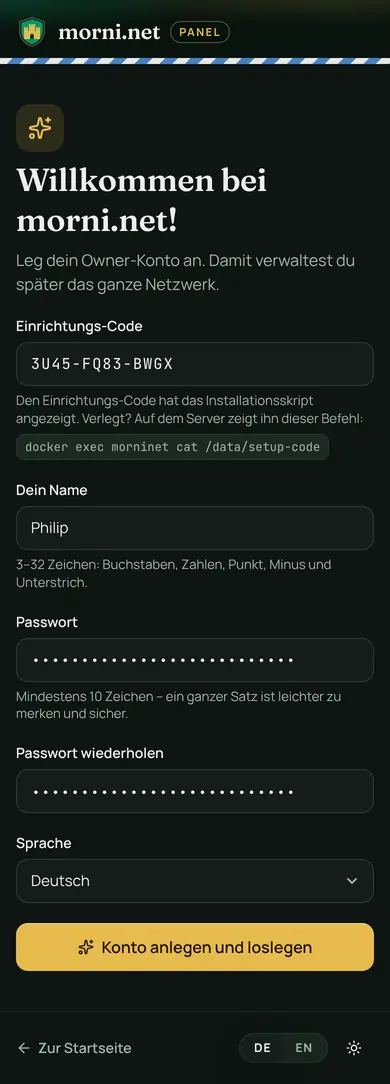 morni.net PANEL
Willkommen bei
morni.net!
Leg dein Owner-Konto an. Damit verwaltest du
später das ganze Netzwerk.
Einrichtungs-Code
3U45-FQ83-BWGX
Den Einrichtungs-Code hat das Installationsskript
angezeigt. Verlegt? Auf dem Server zeigt ihn dieser Befehl:
docker exec morninet cat /data/setup-code
Dein Name
Philip
3–32 Zeichen: Buchstaben, Zahlen, Punkt, Minus und
Unterstrich.
Passwort
•••••••••••••••••••••••••••
Mindestens 10 Zeichen – ein ganzer Satz ist leichter zu
merken und sicher.
Passwort wiederholen
•••••••••••••••••••••••••••
Sprache
Deutsch
Konto anlegen und loslegen
← Zur Startseite DE EN